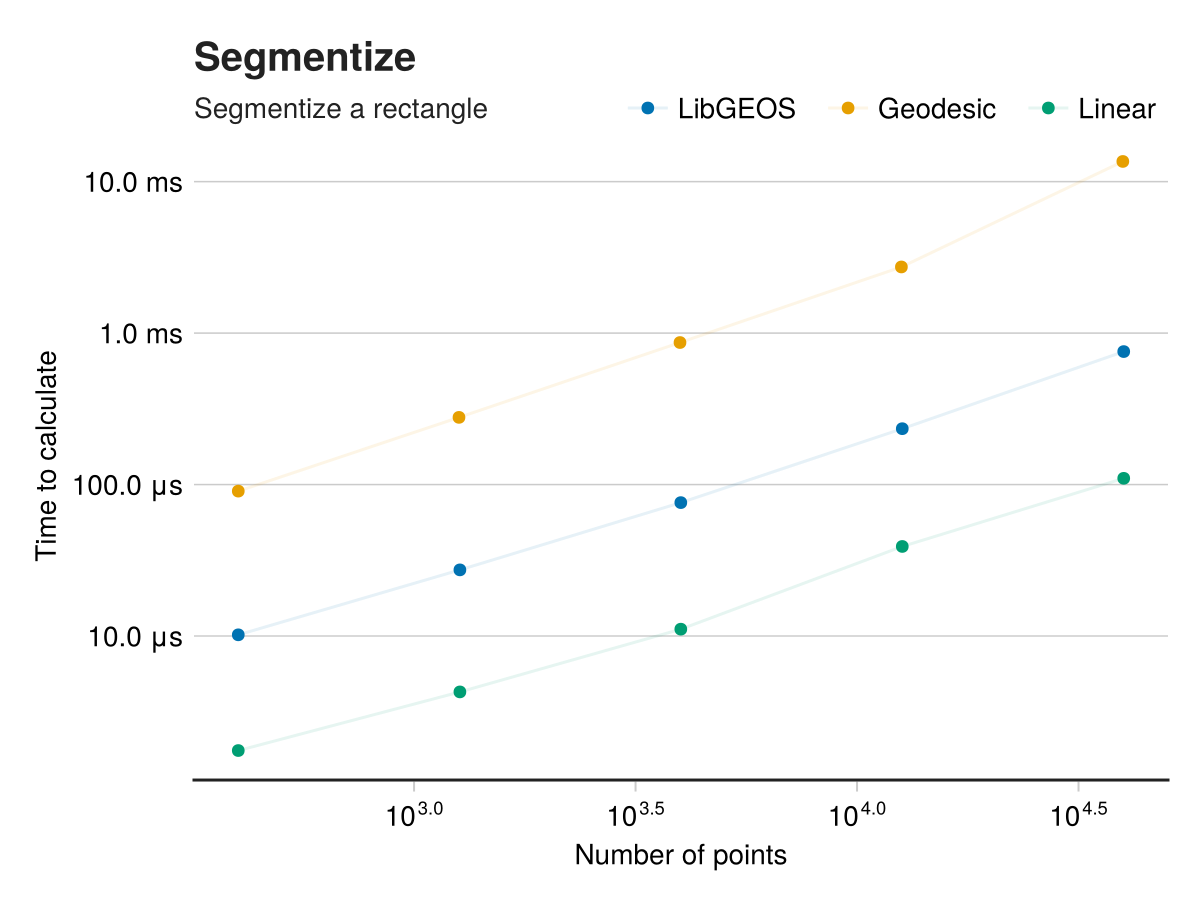 Segmentize
Segmentize a rectangle
LibGEOS
Geodesic
Linear
10.0 ms
1.0 ms
100.0 μs
10.0 μs
Time to calculate
10^3.0
10^3.5
10^4.0
10^4.5
Number of points